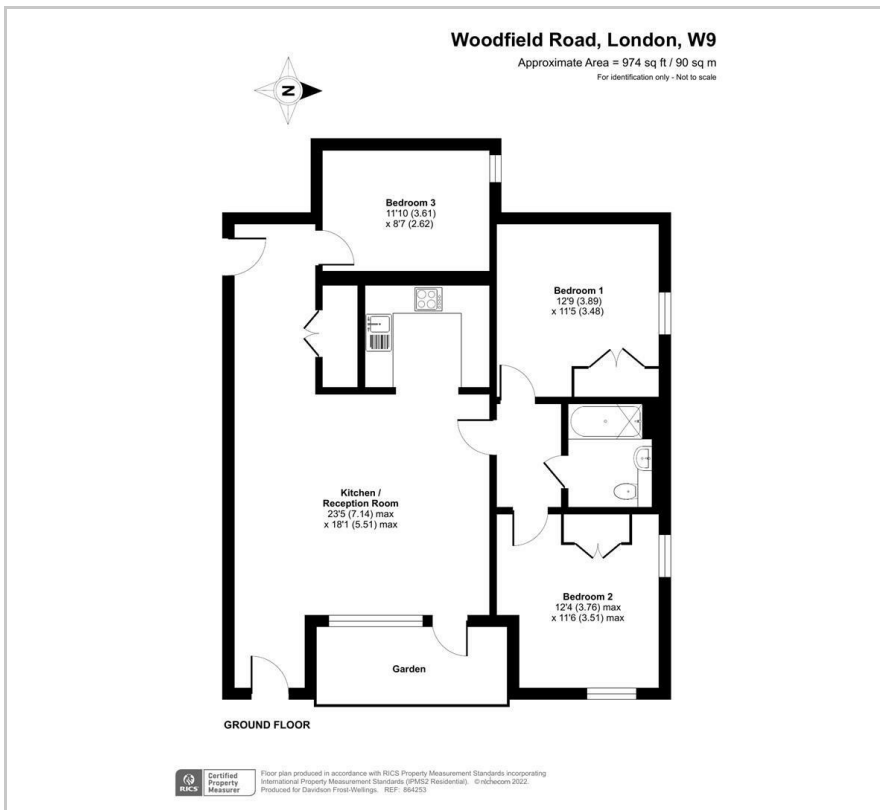 Woodfield Road, London, W9
Approximate Area = 974 sq ft / 90 sq m
For identification only - Not to scale
N
Bedroom 3
11'10 (3.61)
x 8'7 (2.62)
Bedroom 1
12'9 (3.89)
x 11'5 (3.48)
Kitchen /
Reception Room
23'5 (7.14) max
x 18'1 (5.51) max
Bedroom 2
12'4 (3.76) max
x 11'6 (3.51) max
Garden
GROUND FLOOR
RICS
Certified
Property
Measurer
Floor plan produced in accordance with RICS Property Measurement Standards incorporating
International Property Measurement Standards (IPMS2 Residential). © nichecom 2022.
Produced for Davidson Frost-Wellings. REF: 864253